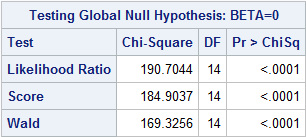 Testing Global Null Hypothesis: BETA=0
Test Chi-Square DF Pr > ChiSq
Likelihood Ratio 190.7044 14 <.0001
Score 184.9037 14 <.0001
Wald 169.3256 14 <.0001